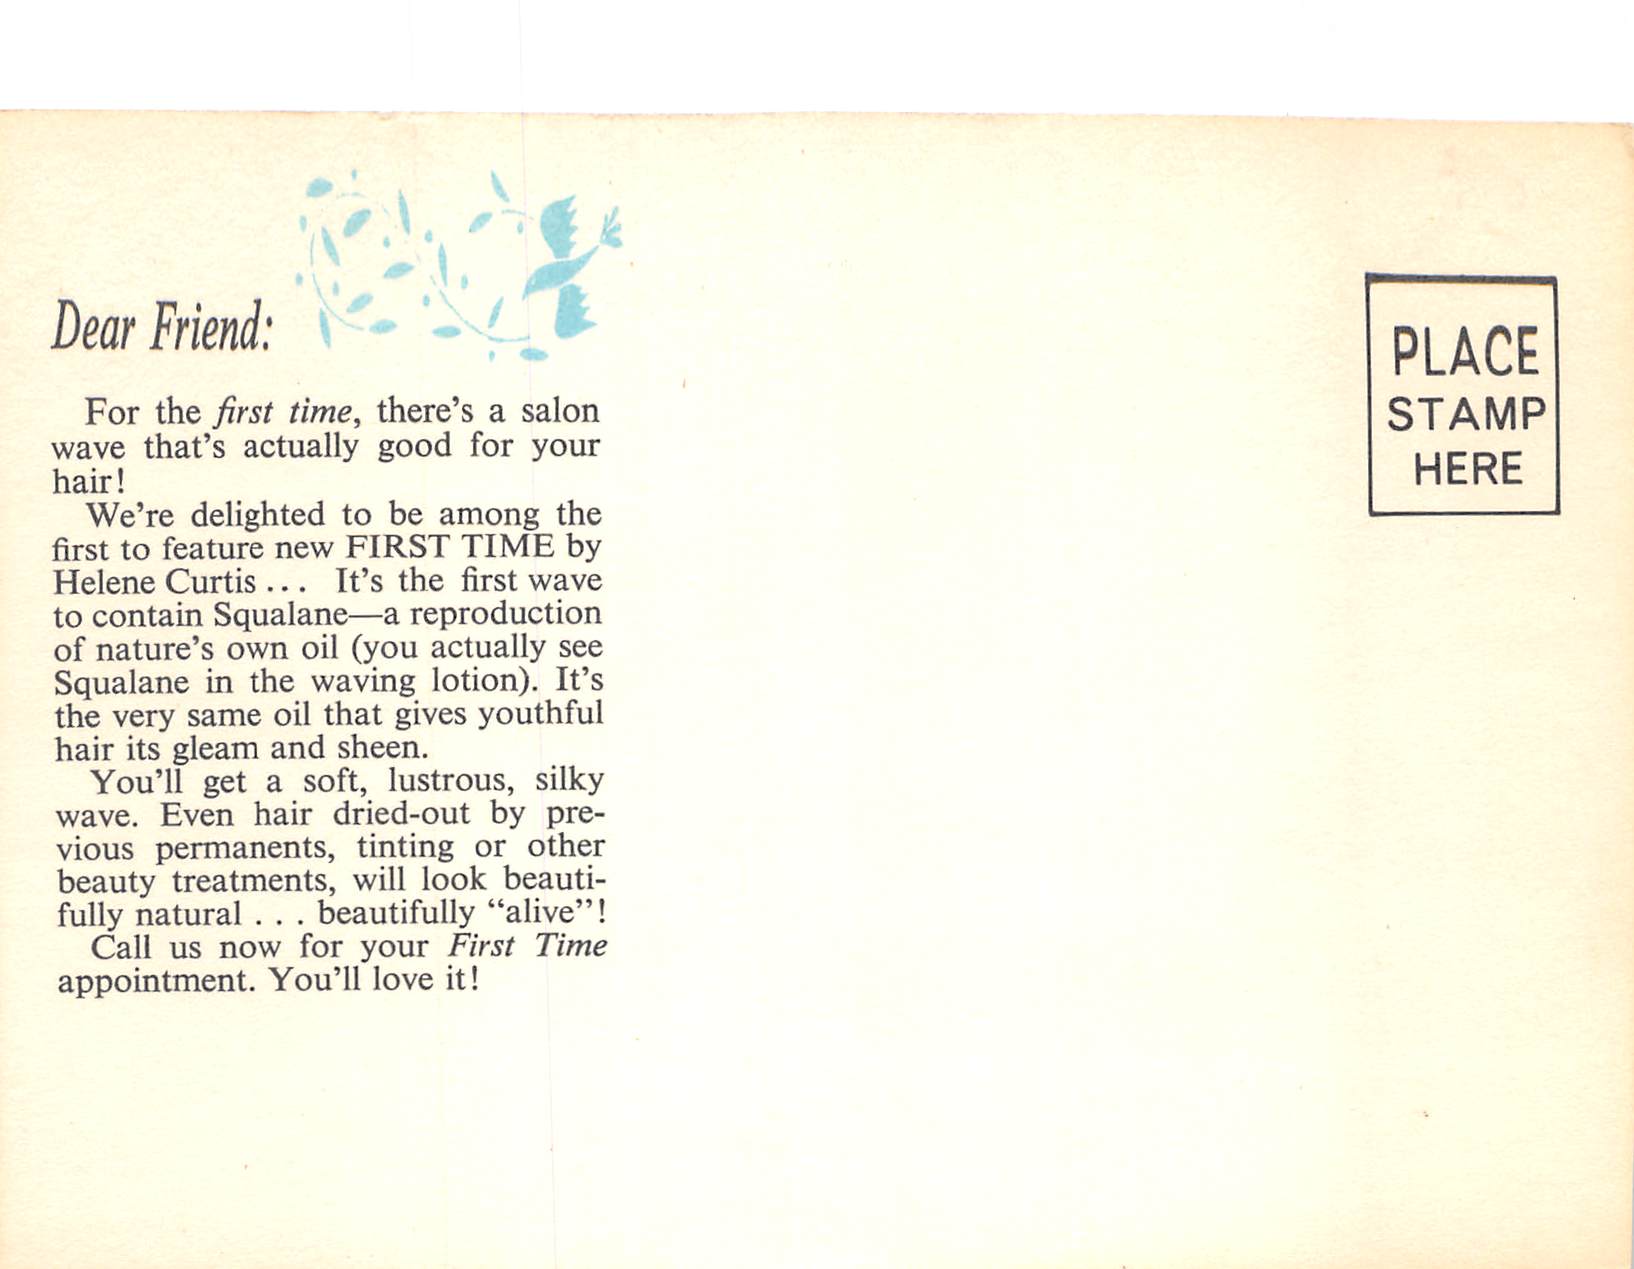 Dear Friend:
For the first time, there's a salon
wave that's actually good for your
hair!
We're delighted to be among the
first to feature new FIRST TIME by
Helene Curtis ... It's the first wave
to contain Squalane—a reproduction
of nature's own oil (you actually see
Squalane in the waving lotion). It's
the very same oil that gives youthful
hair its gleam and sheen.
You'll get a soft, lustrous, silky
wave. Even hair dried-out by pre-
vious permanents, tinting or other
beauty treatments, will look beauti-
fully natural . . . beautifully “alive”!
Call us now for your First Time
appointment. You'll love it!
PLACE
STAMP
HERE